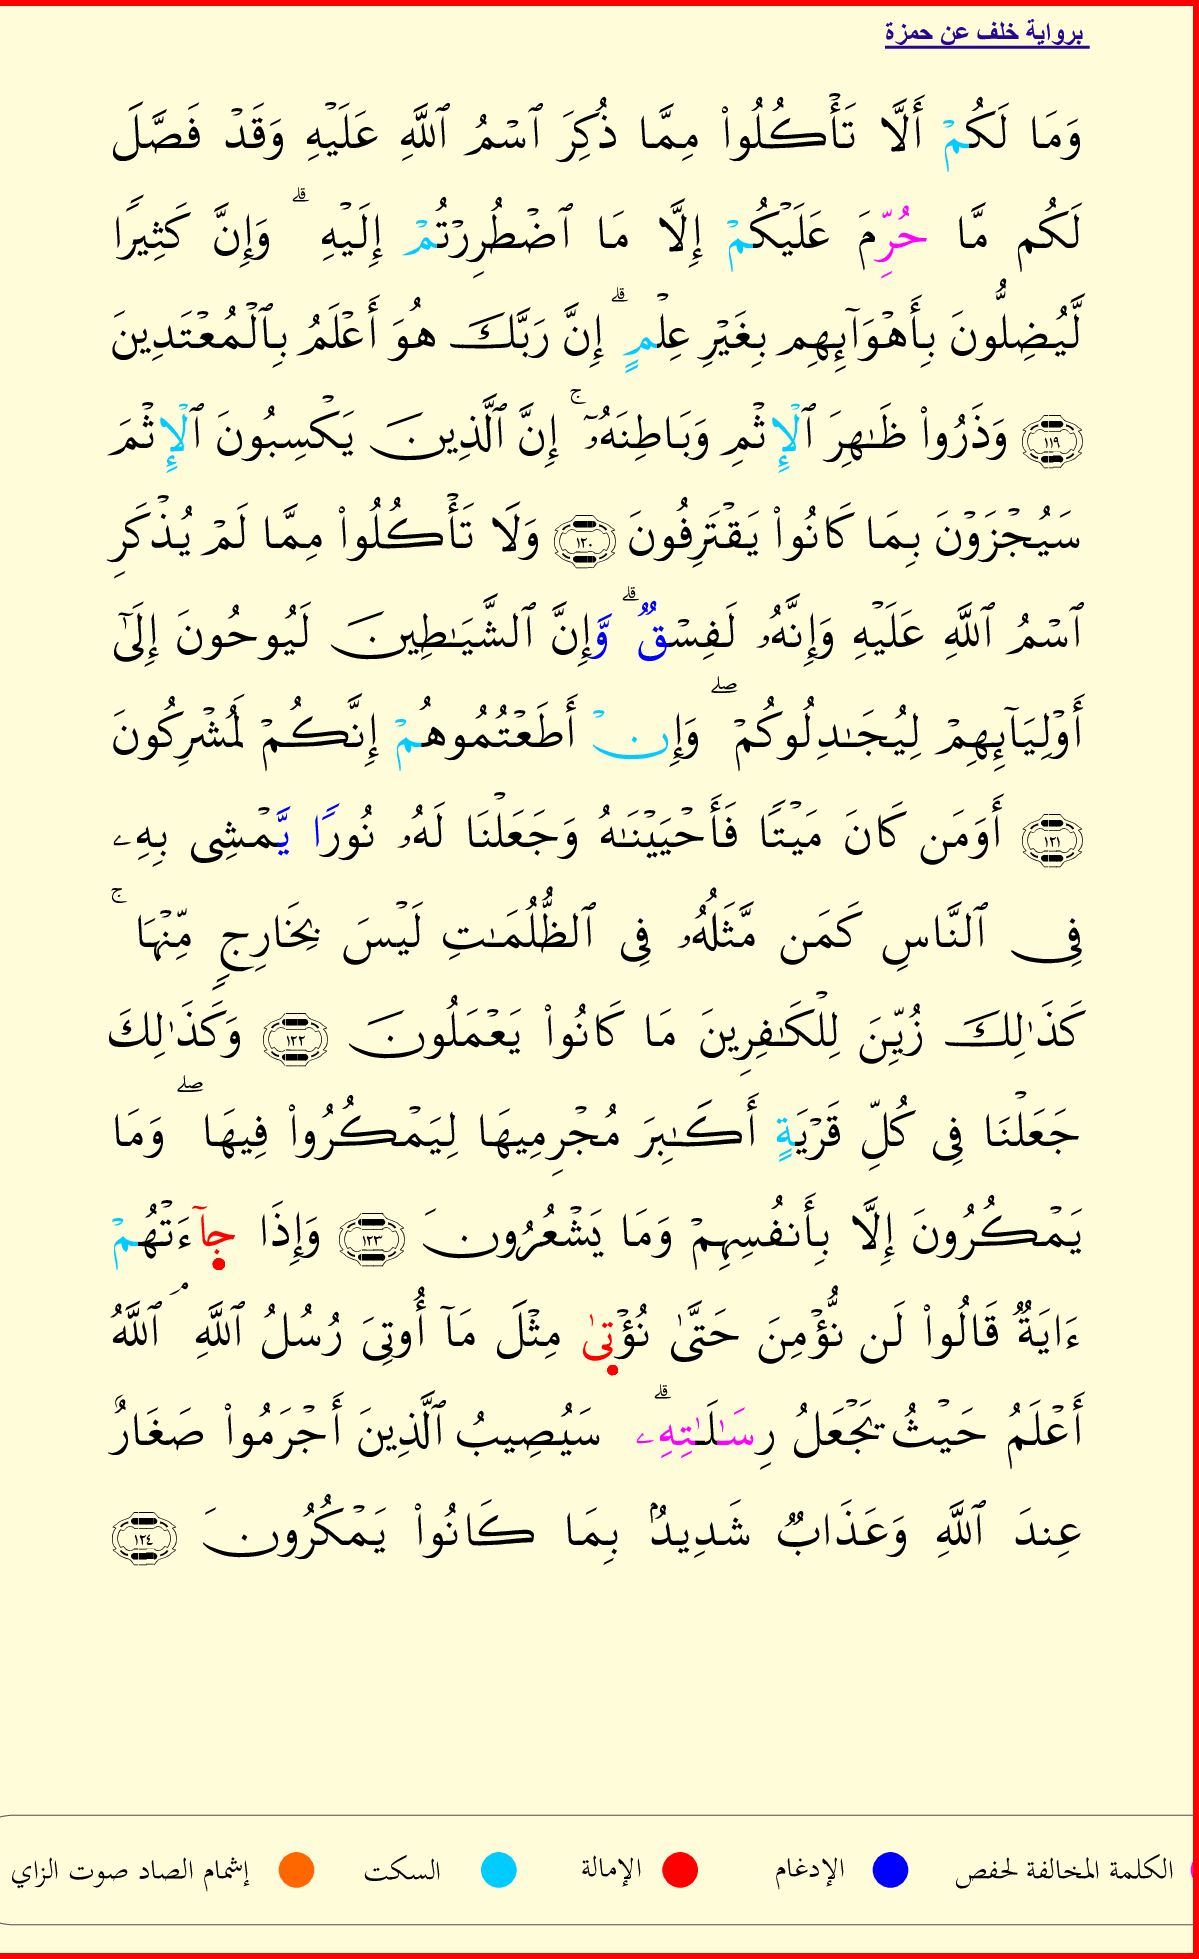 برواية خلف عن حمزة
وَمَا لَكُمۡ أَلَّا تَأۡكُلُواْ مِمَّا ذُكِرَ ٱسۡمُ ٱللَّهِ عَلَيۡهِ وَقَدۡ فَصَّلَ
لَكُم مَّا حُرِّمَ عَلَيۡكُمۡ إِلَّا مَا ٱضۡطُرِرۡتُمۡ إِلَيۡهِۗ وَإِنَّ كَثِيرًا
لَّيُضِلُّونَ بِأَهۡوَآئِهِم بِغَيۡرِ عِلۡمٍۗ إِنَّ رَبَّكَ هُوَ أَعۡلَمُ بِٱلۡمُعۡتَدِينَ
١١٩ وَذَرُواْ ظَٰهِرَ ٱلۡإِثۡمِ وَبَاطِنَهُۥٓۚ إِنَّ ٱلَّذِينَ يَكۡسِبُونَ ٱلۡإِثۡمَ
سَيُجۡزَوۡنَ بِمَا كَانُواْ يَقۡتَرِفُونَ ١٢٠ وَلَا تَأۡكُلُواْ مِمَّا لَمۡ يُذۡكَرِ
ٱسۡمُ ٱللَّهِ عَلَيۡهِ وَإِنَّهُۥ لَفِسۡقٞۗ وَّإِنَّ ٱلشَّيَٰطِينَ لَيُوحُونَ إِلَىٰٓ
أَوۡلِيَآئِهِمۡ لِيُجَٰدِلُوكُمۡۖ وَإِنۡ أَطَعۡتُمُوهُمۡ إِنَّكُمۡ لَمُشۡرِكُونَ
١٢١ أَوَمَن كَانَ مَيۡتٗا فَأَحۡيَيۡنَٰهُ وَجَعَلۡنَا لَهُۥ نُورٗا يَّمۡشِى بِهِۦ
فِى ٱلنَّاسِ كَمَن مَّثَلُهُۥ فِى ٱلظُّلُمَٰتِ لَيۡسَ بِخَارِجٖ مِّنۡهَاۚ
كَذَٰلِكَ زُيِّنَ لِلۡكَٰفِرِينَ مَا كَانُواْ يَعۡمَلُونَ ١٢٢ وَكَذَٰلِكَ
جَعَلۡنَا فِى كُلِّ قَرۡيَةٍ أَكَٰبِرَ مُجۡرِمِيهَا لِيَمۡكُرُواْ فِيهَاۖ وَمَا
يَمۡكُرُونَ إِلَّا بِأَنفُسِهِمۡ وَمَا يَشۡعُرُونَ ١٢٣ وَإِذَا جَآءَتۡهُمۡ
ءَايَةٞ قَالُواْ لَن نُّؤۡمِنَ حَتَّىٰ نُؤۡتِىٰ مِثۡلَ مَآ أُوتِىَ رُسُلُ ٱللَّهِۘ ٱللَّهُ
أَعۡلَمُ حَيۡثُ يَجۡعَلُ رِسَٰلَٰتِهِۦۗ سَيُصِيبُ ٱلَّذِينَ أَجۡرَمُواْ صَغَارٌ
عِندَ ٱللَّهِ وَعَذَابٞ شَدِيدُۢ بِمَا كَانُواْ يَمۡكُرُونَ ١٢٤
الكلمة المخالفة لحفص الإدغام الإمالة السكت إشمام الصاد صوت الزاي